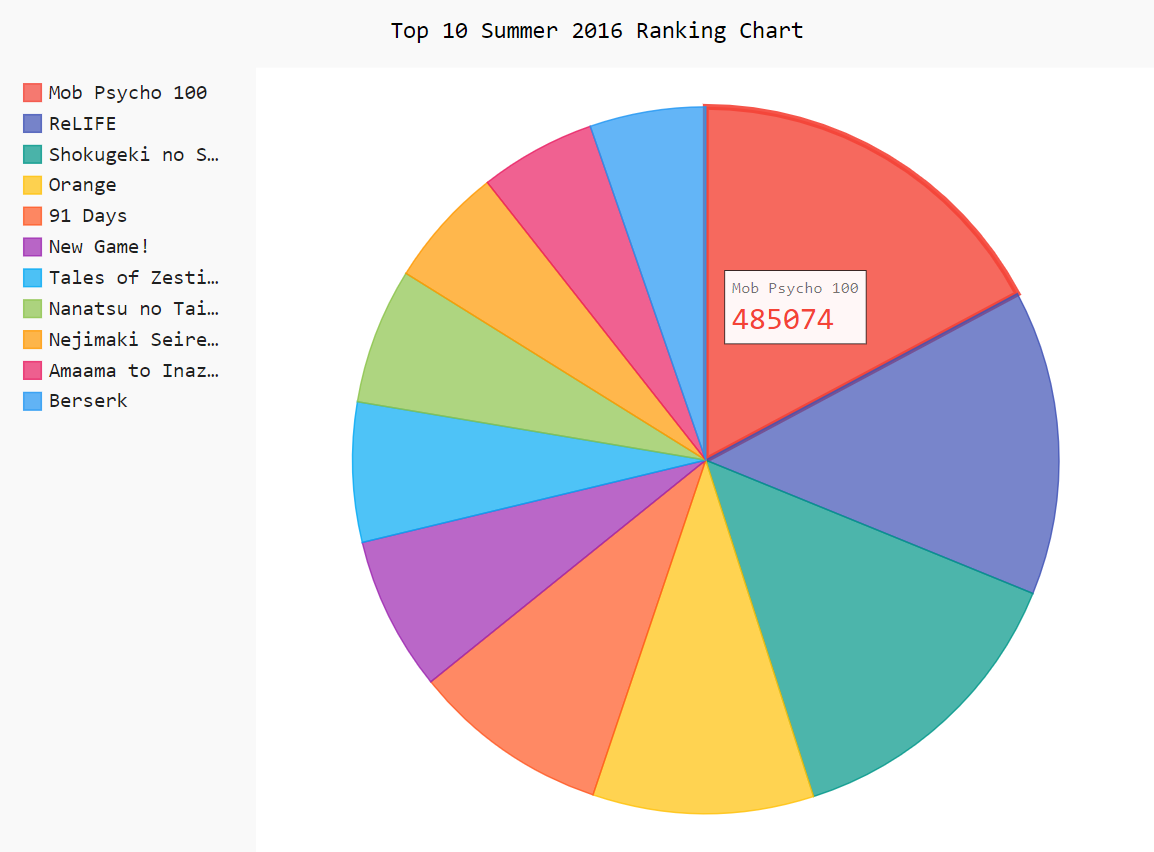 Top 10 Summer 2016 Ranking Chart
Mob Psycho 100
ReLIFE
Shokugeki no S…
Orange
91 Days
New Game!
Tales of Zesti…
Nanatsu no Tai…
Nejimaki Seire…
Amaama to Inaz…
Berserk
Mob Psycho 100
485074